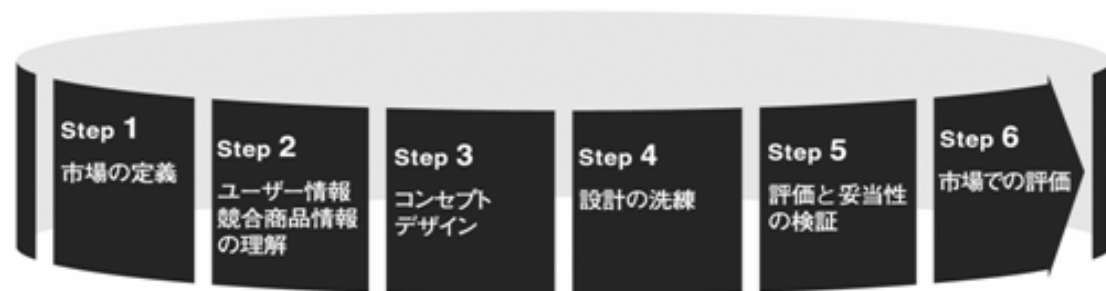 Step 1
市場の定義
Step 2
ユーザー情報
競合商品情報
の理解
Step 3
コンセプト
デザイン
Step 4
設計の洗練
Step 5
評価と妥当性
の検証
Step 6
市場での評価